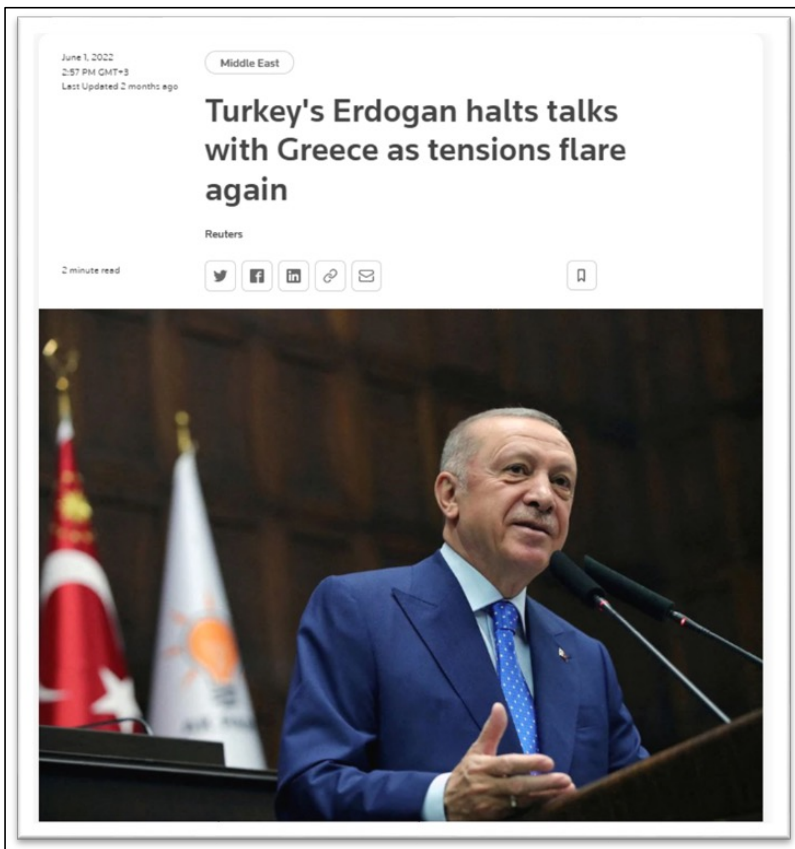 June 1, 2022
2:57 PM GMT+3
Last Updated 2 months ago
Middle East
Turkey's Erdogan halts talks
with Greece as tensions flare
again
Reuters
2 minute read